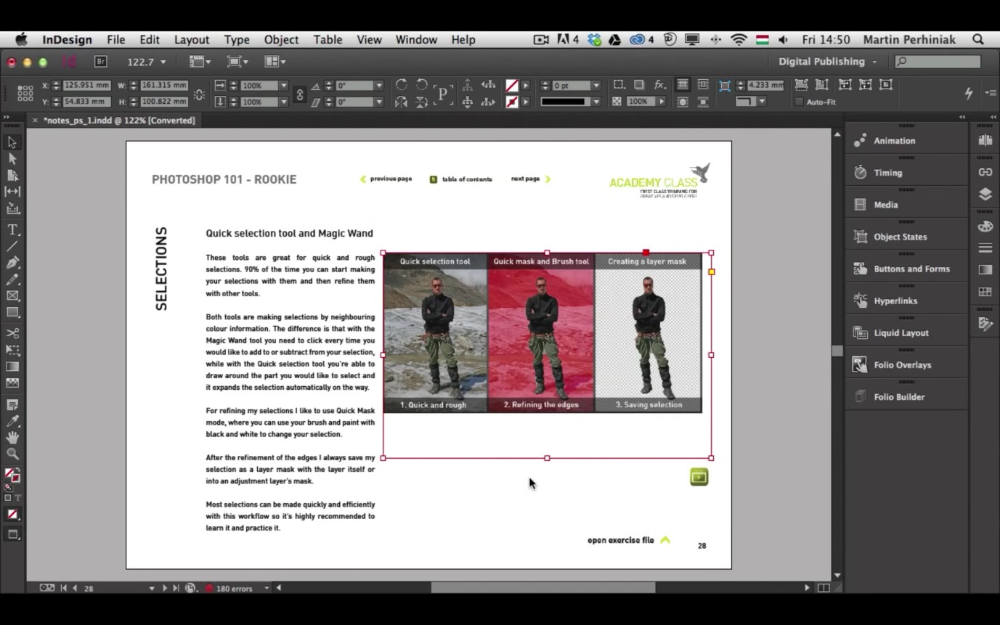 InDesign File Edit Layout Type Object Table View Window Help 4 4 Fri 14:50 Martin Perhiniak
Br 122.7 Digital Publishing
X: 125.951 mm W: 161.315 mm 100% 0° 0 pt 4.233 mm
Y: 54.833 mm H: 100.822 mm 100% 0° P 100% Auto-Fit
*notes_ps_1.indd @ 122% [Converted]
PHOTOSHOP 101 - ROOKIE
previous page table of contents next page
ACADEMY CLASS
SELECTIONS
Quick selection tool and Magic Wand
These tools are great for quick and rough
selections. 90% of the time you can start making
your selections with them and then refine them
with other tools.
Both tools are making selections by neighbouring
colour information. The difference is that with the
Magic Wand tool you need to click every time you
would like to add to or subtract from your selection,
while with the Quick selection tool you're able to
draw around the part you would like to select and
it expands the selection automatically on the way.
For refining my selections I like to use Quick Mask
mode, where you can use your brush and paint with
black and white to change your selection.
After the refinement of the edges I always save my
selection as a layer mask with the layer itself or
into an adjustment layer's mask.
Most selections can be made quickly and efficiently
with this workflow so it's highly recommended to
learn it and practice it.
Quick selection tool Quick mask and Brush tool Creating a layer mask
1. Quick and rough 2. Refining the edges 3. Saving selection
open exercise file
28
Animation
Timing
Media
Object States
Buttons and Forms
Hyperlinks
Liquid Layout
Folio Overlays
Folio Builder
28 180 errors